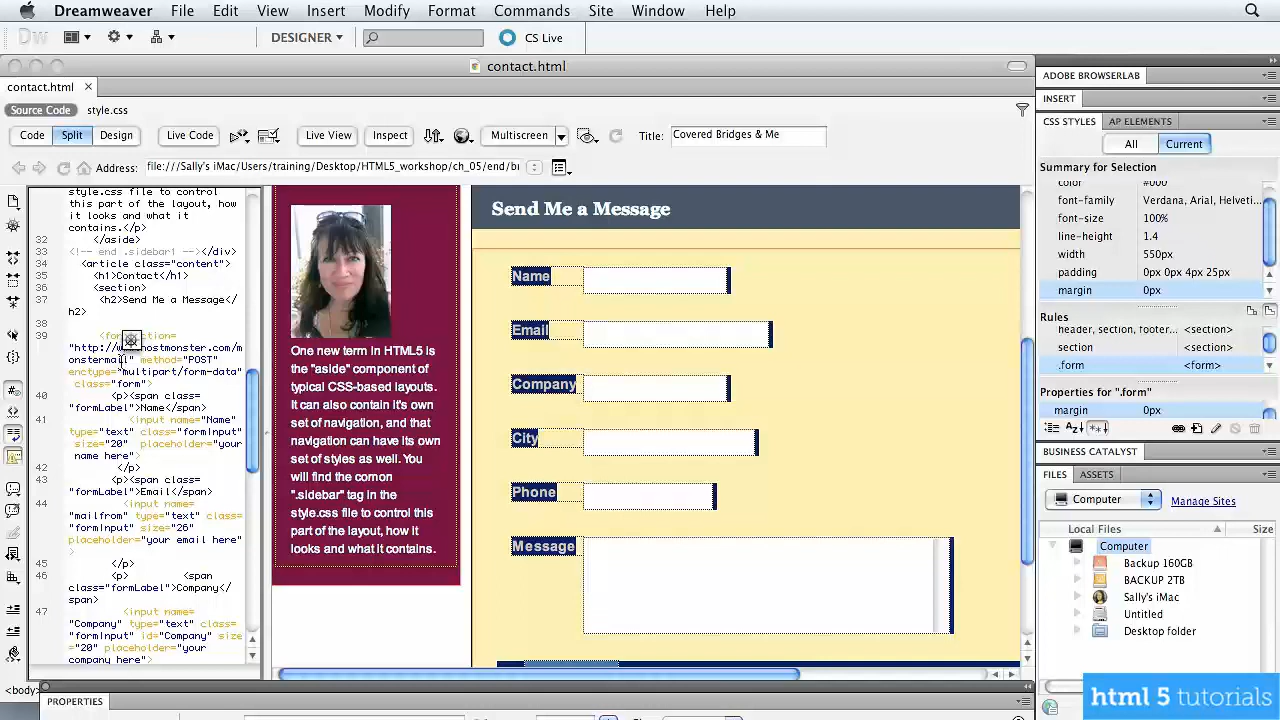 Dreamweaver File Edit View Insert Modify Format Commands Site Window Help
Dw DESIGNER CS Live
contact.html
contact.html
Source Code style.css
Code Split Design Live Code Live View Inspect Multiscreen Title: Covered Bridges & Me
Address: file:///Sally's iMac/Users/training/Desktop/HTML5_workshop/ch_05/end/bi
style.css file to control
this part of the layout, how
it looks and what it
contains.</p>
32 </aside>
33 <!-- end .sidebar1 --></div>
34 <article class="content">
35 <h1>Contact</h1>
36 <section>
37 <h2>Send Me a Message</
h2>
38
39
method="POST"
enctype="multipart/form-data"
class="form">
40 <p><span class=
"formLabel">Name</span>
41 <input name="Name"
type="text" class="formInput"
size="20" placeholder="your
name here">
42 </p>
43 <p><span class=
"formLabel">Email</span>
44 <input name=
"mailfrom" type="text" class=
"formInput" size="26"
placeholder="your email here">
45 </p>
46 <p> <span
class="formLabel">Company</
span>
47 <input name=
"Company" type="text" class=
"formInput" id="Company" size
="20" placeholder="your
company here">
<body>
PROPERTIES
One new term in HTML5 is
the "aside" component of
typical CSS-based layouts.
It can also contain it's own
set of navigation, and that
navigation can have its own
set of styles as well. You
will find the comon
".sidebar" tag in the
style.css file to control this
part of the layout, how it
looks and what it contains.
Send Me a Message
Name
Email
Company
City
Phone
Message
ADOBE BROWSERLAB
INSERT
CSS STYLES AP ELEMENTS
All Current
Summary for Selection
color #000
font-family Verdana, Arial, Helveti...
font-size 100%
line-height 1.4
width 550px
padding 0px 0px 4px 25px
margin 0px
Rules
header, section, footer... <section>
section <section>
.form <form>
Properties for ".form"
margin 0px
BUSINESS CATALYST
FILES ASSETS
Computer Manage Sites
Local Files Size
Computer
Backup 160GB
BACKUP 2TB
Sally's iMac
Untitled
Desktop folder
html 5 tutorials